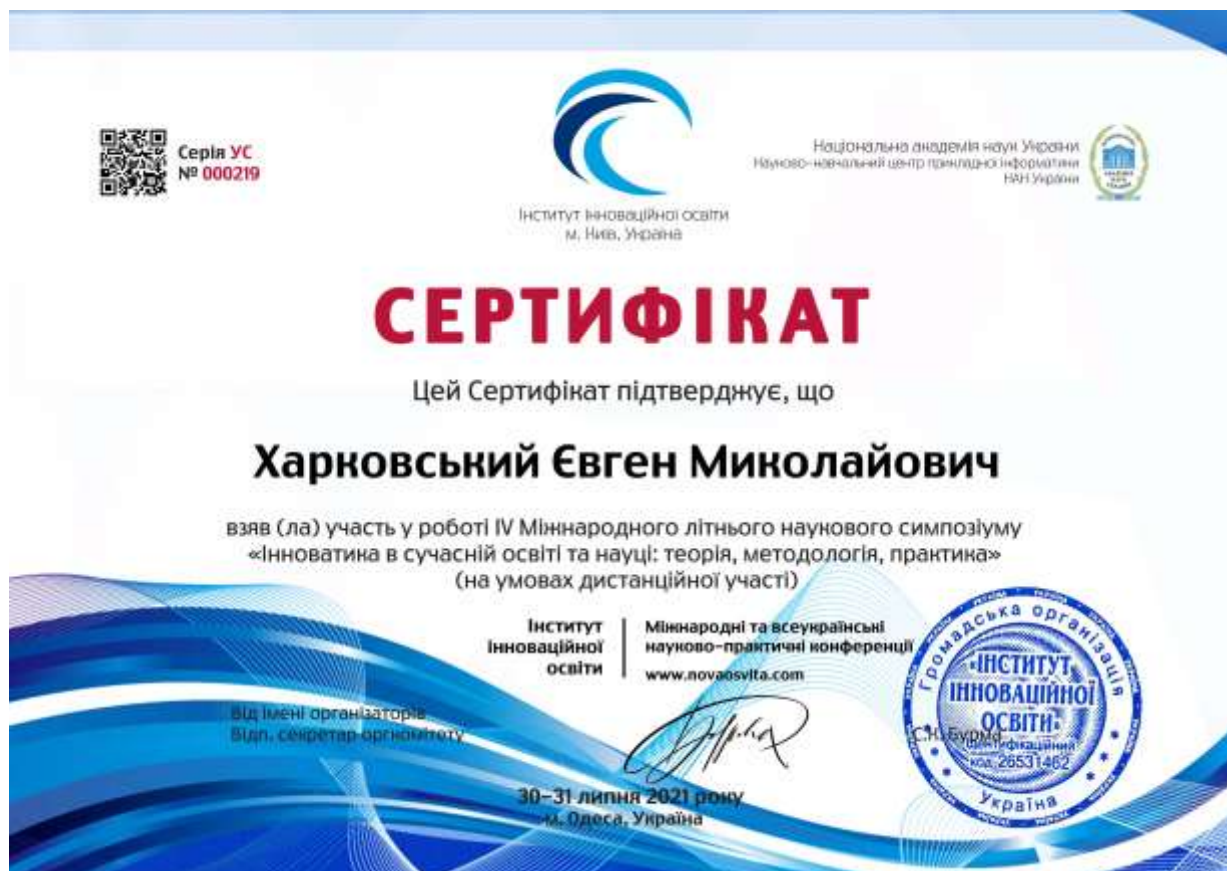 Серія УС
№ 000219
Інститут Інноваційної освіти
м. Київ, Україна
Національна академія наук України
Науково-навчальний центр прикладної інформатики
НАН України
СЕРТИФІКАТ
Цей Сертифікат підтверджує, що
Харковський Євген Миколайович
взяв (ла) участь у роботі IV Міжнародного літнього наукового симпозіуму
«Інноватика в сучасній освіті та науці: теорія, методологія, практика»
(на умовах дистанційної участі)
Інститут
Інноваційної
освіти
Міжнародні та всеукраїнські
науково-практичні конференції
www.novaosvita.com
Від імені організаторів
Відп. секретар оргкомітету
С.К. Бурма
30-31 липня 2021 року
м. Одеса, Україна
Громадська організація
«ІНСТИТУТ
ІННОВАЦІЙНОЇ
ОСВІТИ»
Ідентифікаційний
код 26531462
Україна